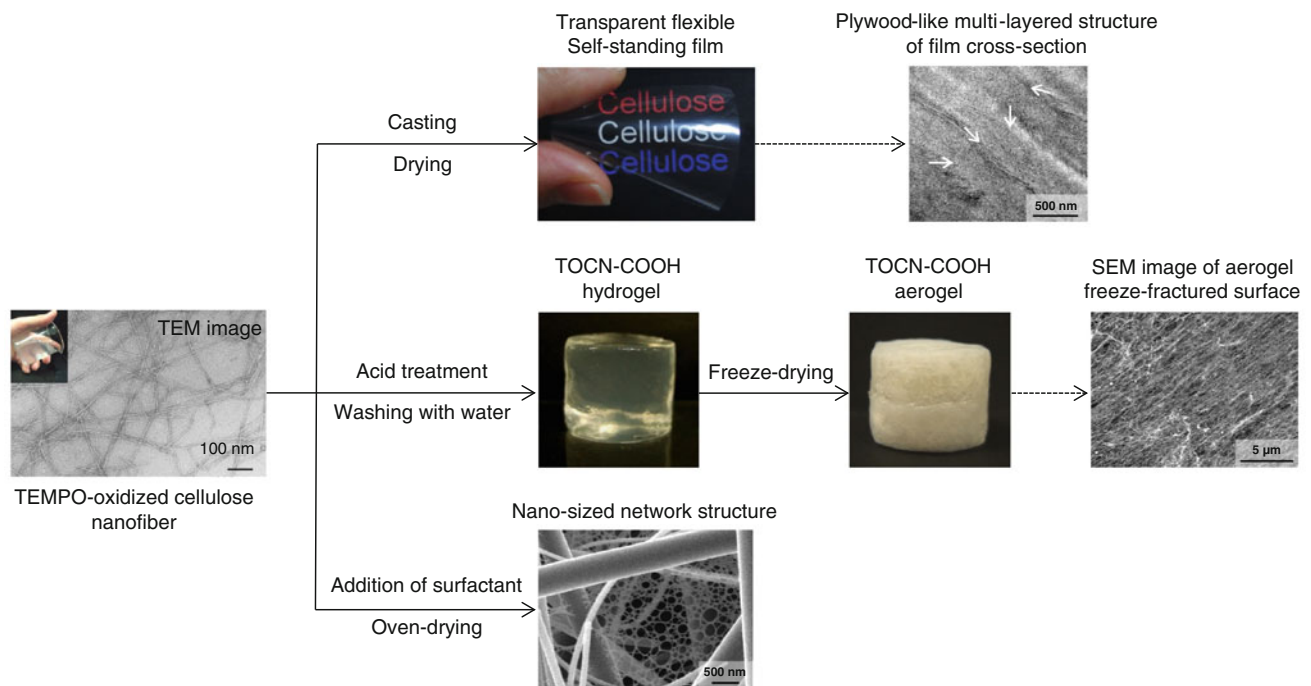 Transparent flexible
Self-standing film
Plywood-like multi-layered structure
of film cross-section
Casting
Drying
Cellulose
Cellulose
Cellulose
500 nm
TOCN-COOH
hydrogel
TOCN-COOH
aerogel
SEM image of aerogel
freeze-fractured surface
TEM image
100 nm
TEMPO-oxidized cellulose
nanofiber
Acid treatment
Washing with water
Freeze-drying
5 μm
Nano-sized network structure
Addition of surfactant
Oven-drying
500 nm